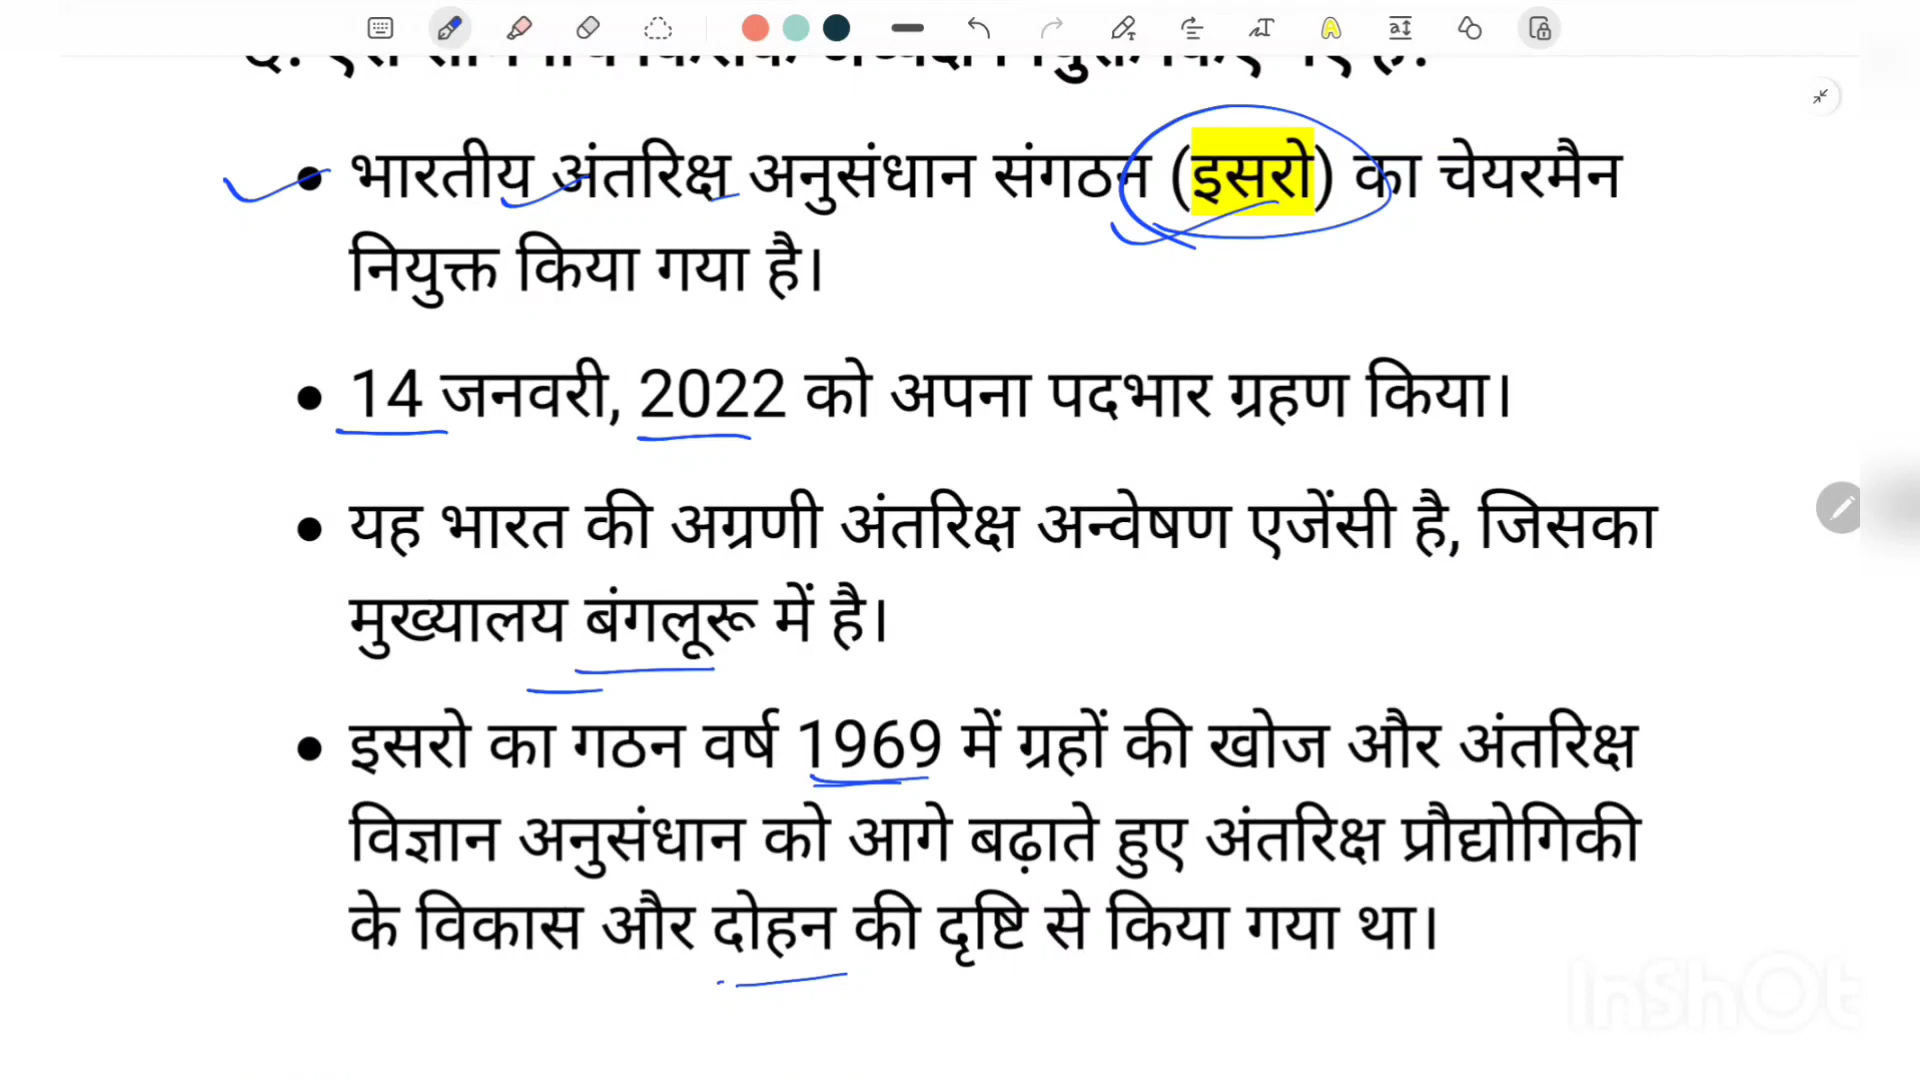 भारतीय अंतरिक्ष अनुसंधान संगठन (इसरो) का चेयरमैन
नियुक्त किया गया है।
14 जनवरी, 2022 को अपना पदभार ग्रहण किया।
यह भारत की अग्रणी अंतरिक्ष अन्वेषण एजेंसी है, जिसका
मुख्यालय बंगलूरू में है।
इसरो का गठन वर्ष 1969 में ग्रहों की खोज और अंतरिक्ष
विज्ञान अनुसंधान को आगे बढ़ाते हुए अंतरिक्ष प्रौद्योगिकी
के विकास और दोहन की दृष्टि से किया गया था।
InShOt